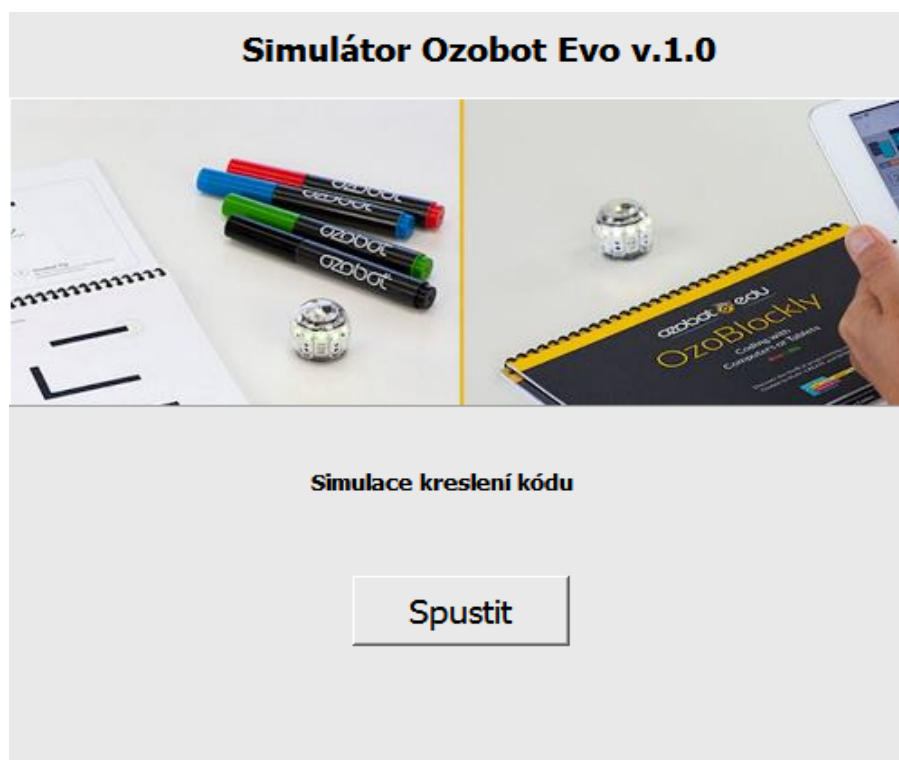 Simulátor Ozobot Evo v.1.0
ozobot
ozobot
ozobot
ozobot
ozobot edu
OzoBlockly
Coding with
Computers or Tablets
Simulace kreslení kódu
Spustit